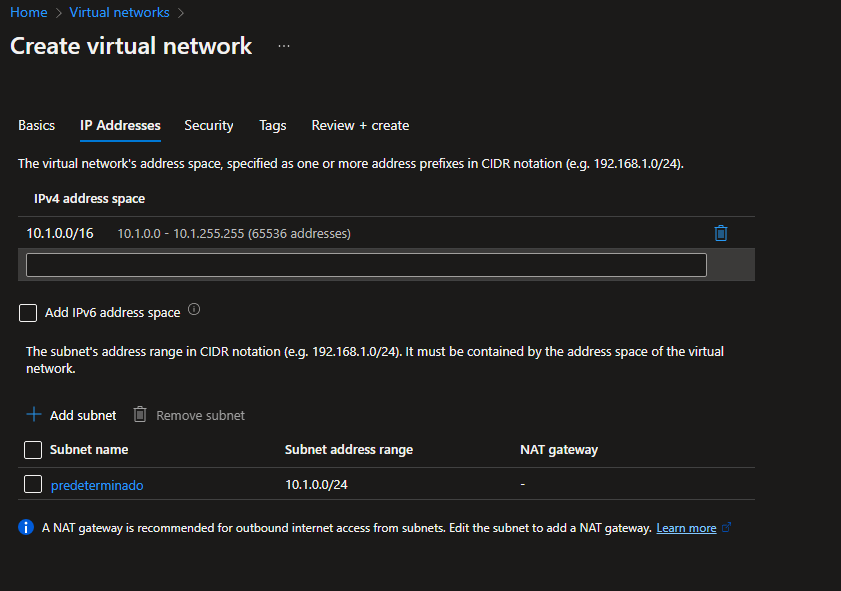 Home > Virtual networks >
Create virtual network ...
Basics IP Addresses Security Tags Review + create
The virtual network's address space, specified as one or more address prefixes in CIDR notation (e.g. 192.168.1.0/24).
IPv4 address space
10.1.0.0/16 10.1.0.0 - 10.1.255.255 (65536 addresses)
Add IPv6 address space
The subnet's address range in CIDR notation (e.g. 192.168.1.0/24). It must be contained by the address space of the virtual
network.
Add subnet Remove subnet
Subnet name Subnet address range NAT gateway
predeterminado 10.1.0.0/24 -
A NAT gateway is recommended for outbound internet access from subnets. Edit the subnet to add a NAT gateway. Learn more